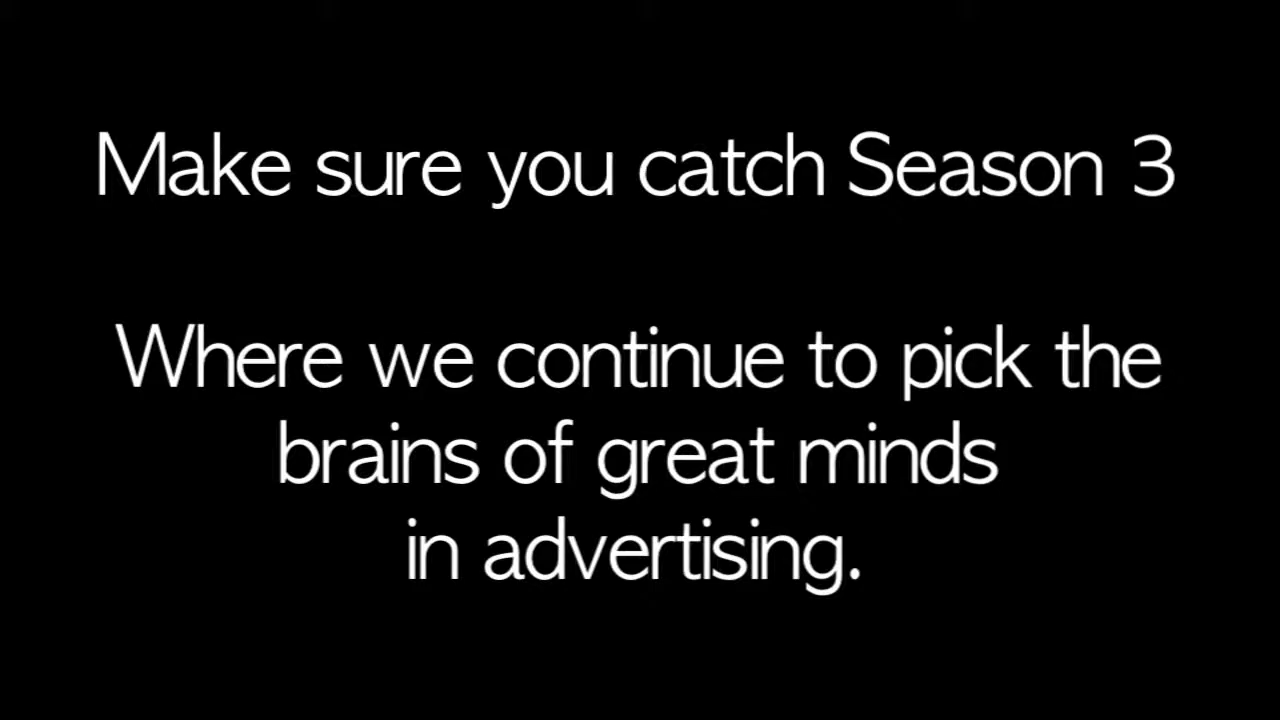 Make sure you catch Season 3
Where we continue to pick the
brains of great minds
in advertising.